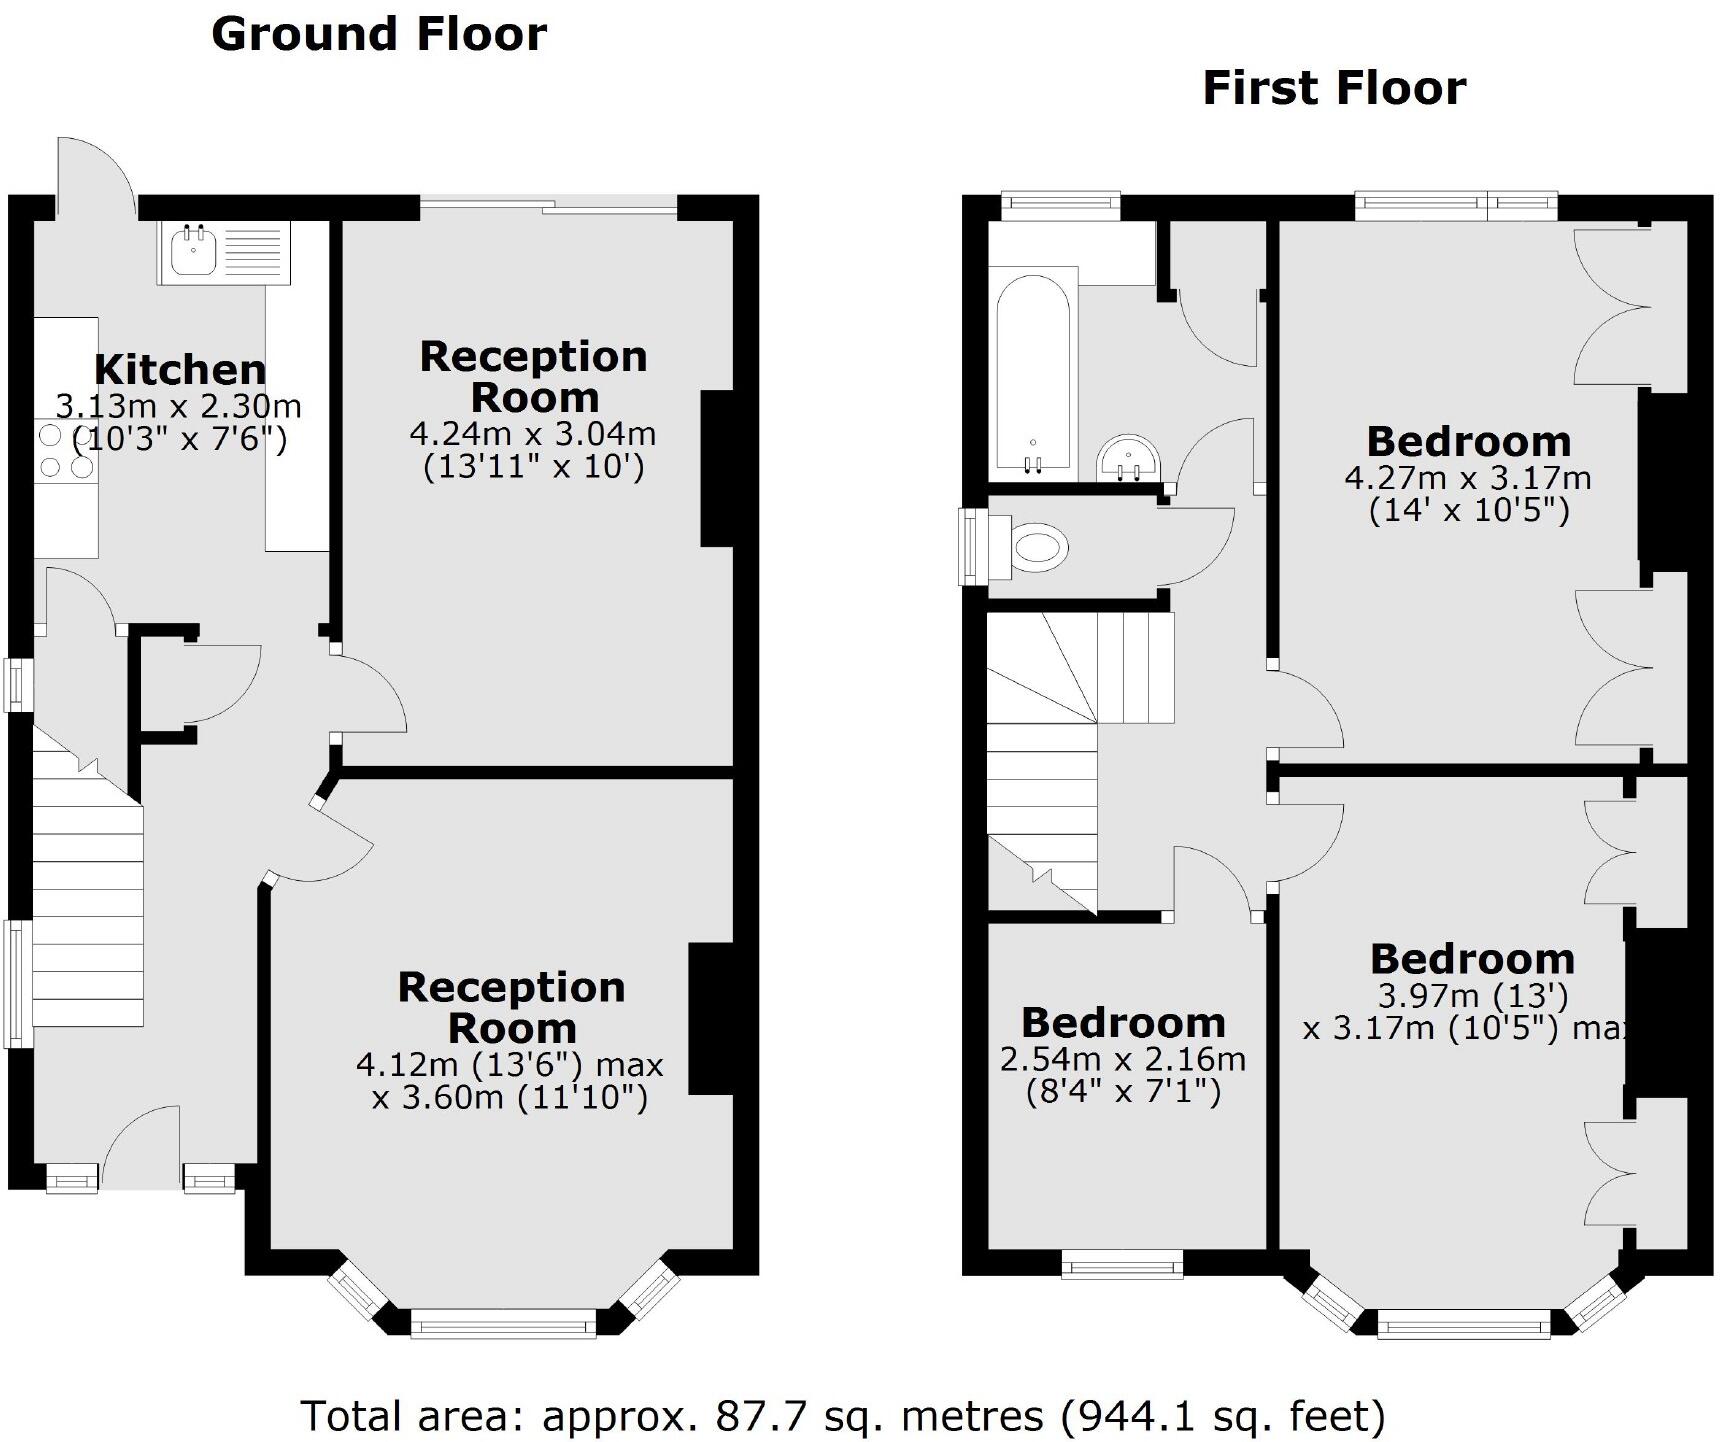 Ground Floor
First Floor
Kitchen
3.13m x 2.30m
(10'3" x 7'6")
Reception
Room
4.24m x 3.04m
(13'11" x 10')
Reception
Room
4.12m (13'6") max
x 3.60m (11'10")
Bedroom
4.27m x 3.17m
(14' x 10'5")
Bedroom
3.97m (13')
x 3.17m (10'5") max
Bedroom
2.54m x 2.16m
(8'4" x 7'1")
Total area: approx. 87.7 sq. metres (944.1 sq. feet)